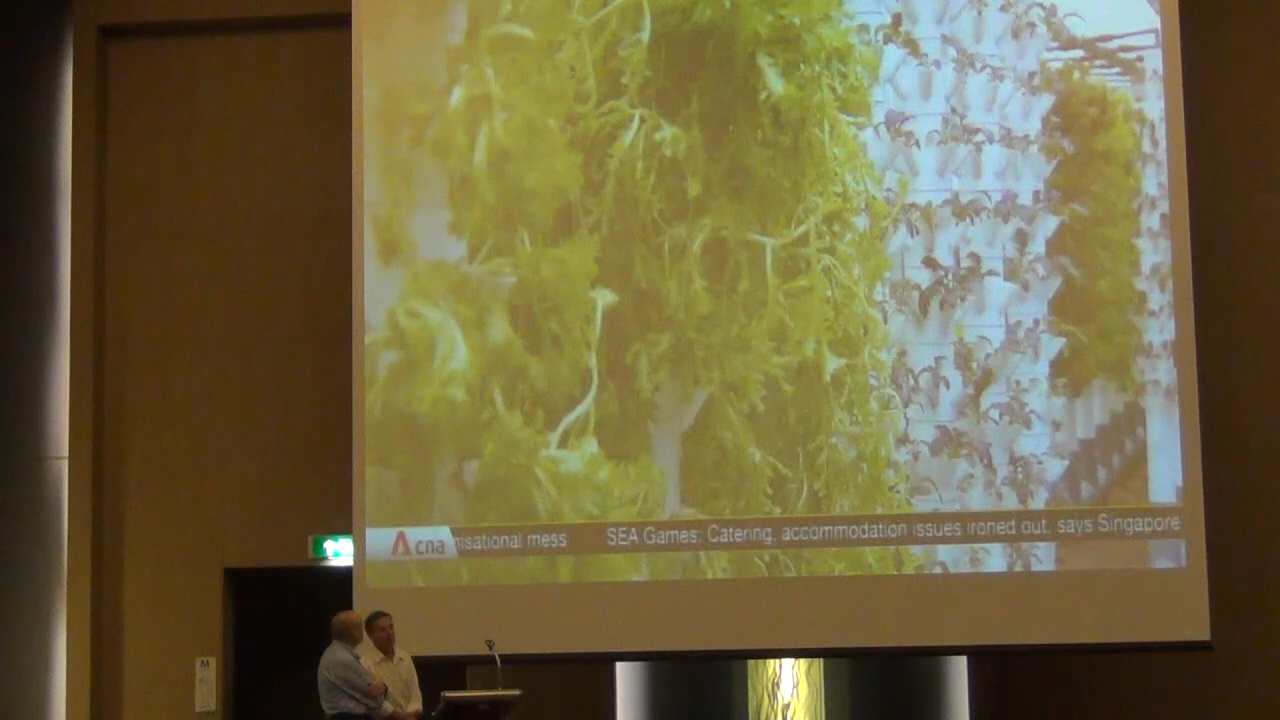 cna nisational mess SEA Games: Catering, accommodation issues ironed out, says Singapore
M